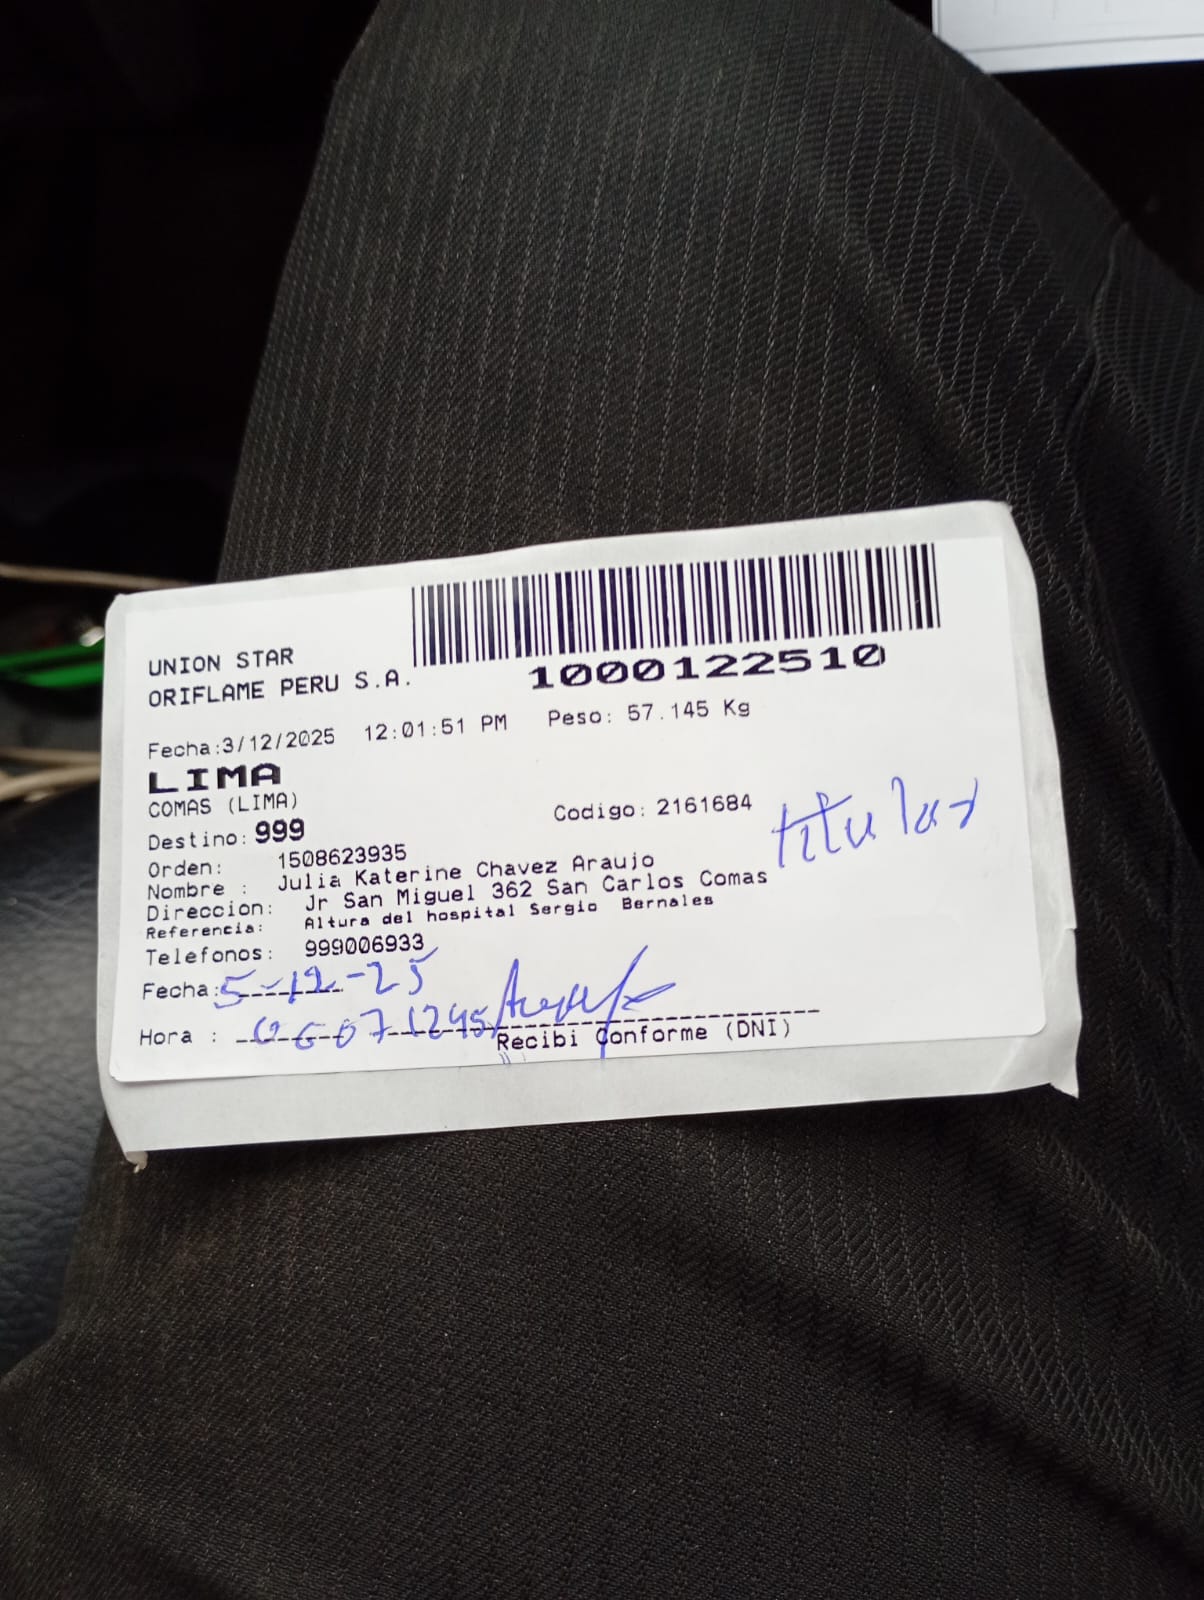 UNION STAR
ORIFLAME PERU S.A.
1000122510
Fecha:3/12/2025 12:01:51 PM Peso: 57.145 Kg
LIMA
COMAS (LIMA)
Destino: 999 Codigo: 2161684 titular
Orden: 1508623935
Nombre : Julia Katerine Chavez Araujo
Direccion: Jr San Miguel 362 San Carlos Comas
Referencia: Altura del hospital Sergio Bernales
Telefonos: 999006933
Fecha: 5-12-25
Hora :
Recibi Conforme (DNI)